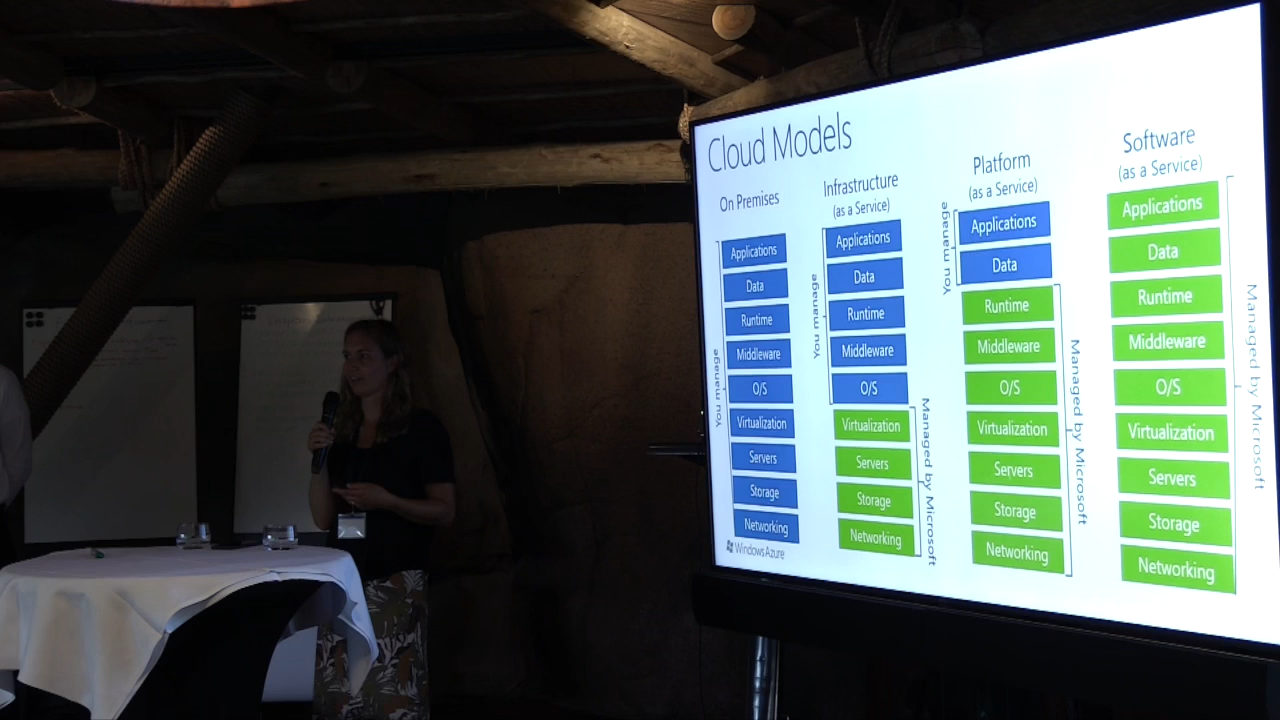 Cloud Models
On Premises
You manage
Applications
Data
Runtime
Middleware
O/S
Virtualization
Servers
Storage
Networking
Infrastructure
(as a Service)
You manage
Applications
Data
Runtime
Middleware
O/S
Virtualization
Servers
Storage
Networking
Managed by Microsoft
Platform
(as a Service)
You manage
Applications
Data
Runtime
Middleware
O/S
Virtualization
Servers
Storage
Networking
Managed by Microsoft
Software
(as a Service)
Applications
Data
Runtime
Middleware
O/S
Virtualization
Servers
Storage
Networking
Managed by Microsoft
Windows Azure